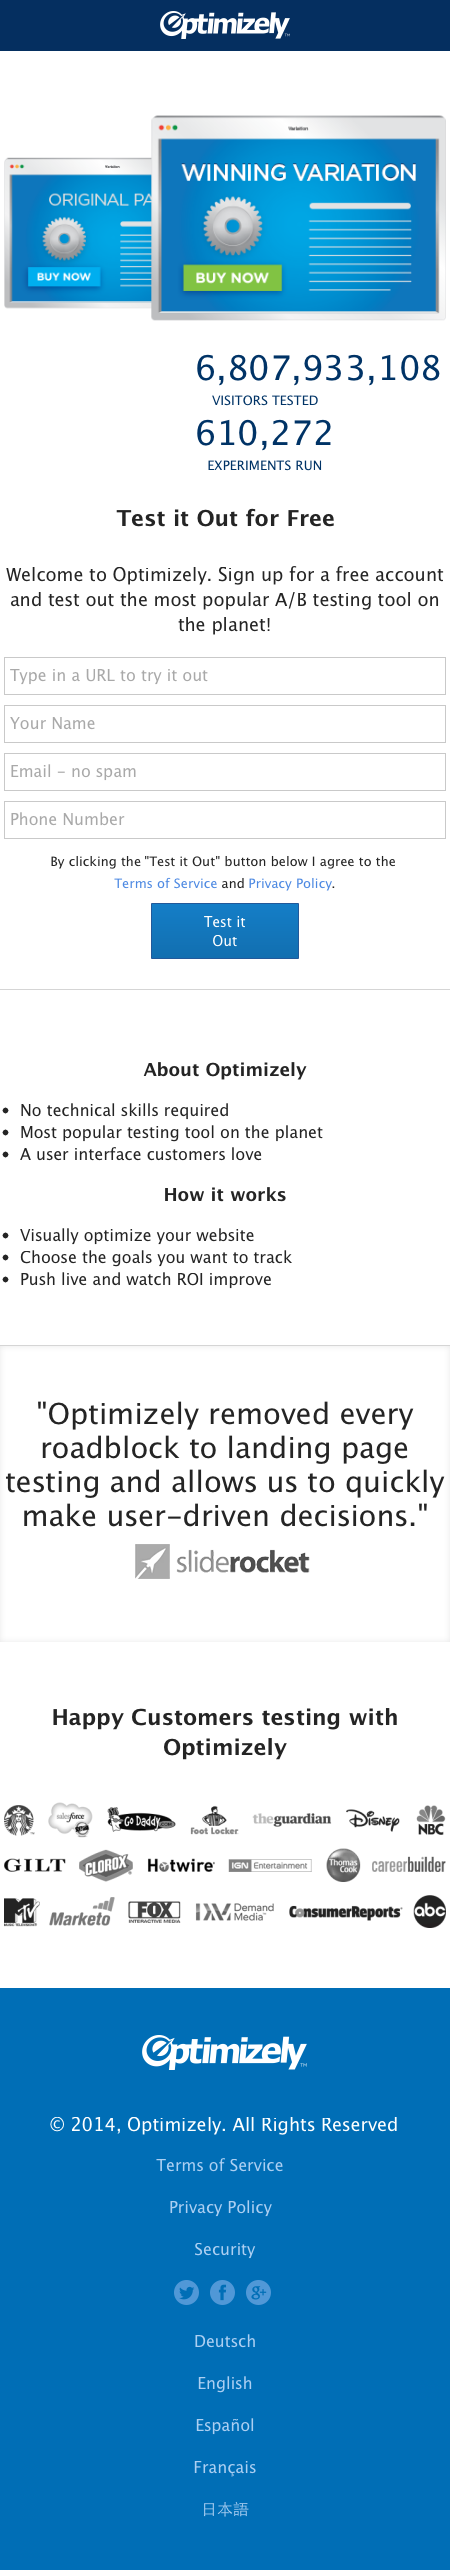 Optimizely
Variation
Variation
WINNING VARIATION
ORIGINAL PA
BUY NOW
BUY NOW
6,807,933,108
VISITORS TESTED
610,272
EXPERIMENTS RUN
Test it Out for Free
Welcome to Optimizely. Sign up for a free account
and test out the most popular A/B testing tool on
the planet!
Type in a URL to try it out
Your Name
Email - no spam
Phone Number
By clicking the "Test it Out" button below I agree to the
Terms of Service and Privacy Policy.
Test it
Out
About Optimizely
• No technical skills required
• Most popular testing tool on the planet
• A user interface customers love
How it works
• Visually optimize your website
• Choose the goals you want to track
• Push live and watch ROI improve
"Optimizely removed every
roadblock to landing page
testing and allows us to quickly
make user-driven decisions."
sliderocket
Happy Customers testing with
Optimizely
salesforce Go Daddy Foot Locker theguardian Disney NBC
GILT CLOROX Hotwire IGN Entertainment Thomas Cook careerbuilder
MTV MUSIC TELEVISION Marketo FOX INTERACTIVE MEDIA Demand Media ConsumerReports abc
Optimizely
© 2014, Optimizely. All Rights Reserved
Terms of Service
Privacy Policy
Security
Deutsch
English
Español
Français
日本語